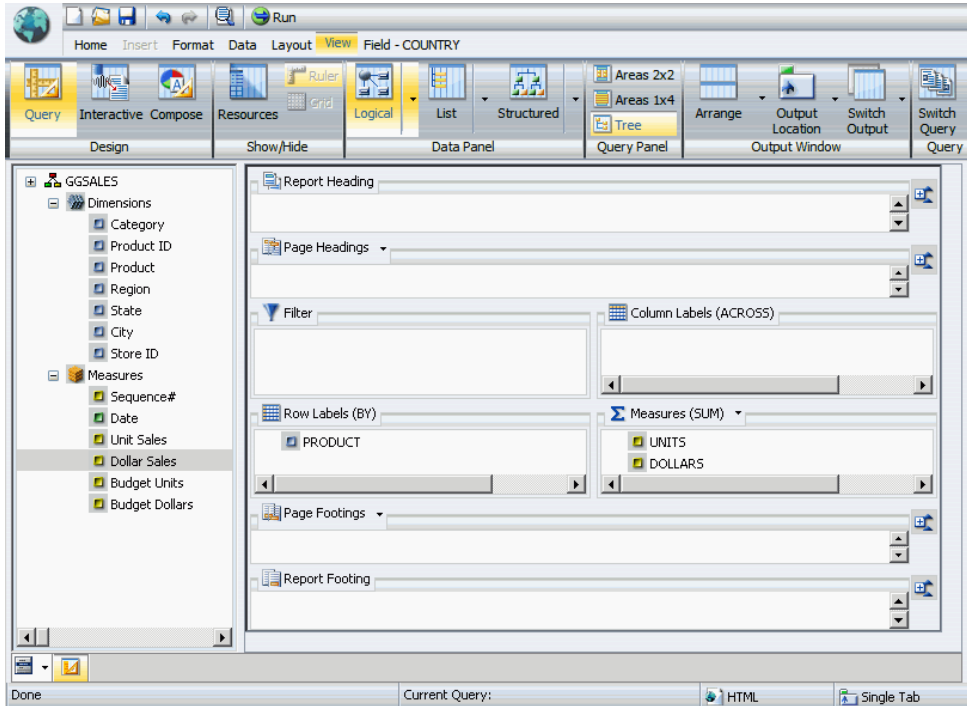 Run
Home Insert Format Data Layout View Field - COUNTRY
Query Interactive Compose Resources Ruler Grid Logical List Structured Areas 2x2 Areas 1x4 Tree Arrange Output Location Switch Output Switch Query
Design Show/Hide Data Panel Query Panel Output Window Query
GGSALES
Dimensions
Category
Product ID
Product
Region
State
City
Store ID
Measures
Sequence#
Date
Unit Sales
Dollar Sales
Budget Units
Budget Dollars
Report Heading
Page Headings
Filter Column Labels (ACROSS)
Row Labels (BY) Measures (SUM)
PRODUCT UNITS
DOLLARS
Page Footings
Report Footing
Done Current Query: HTML Single Tab